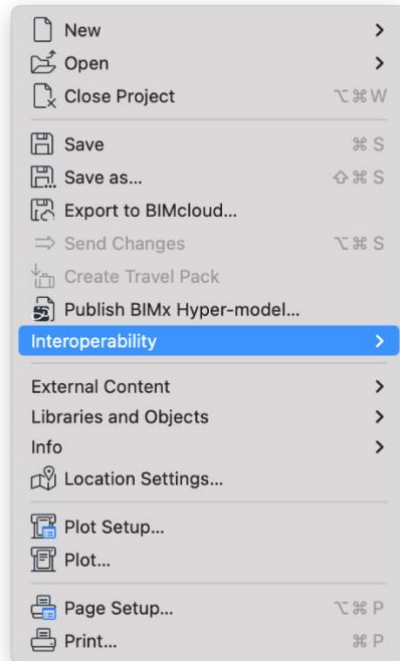 New
Open
Close Project ⌥⌘W
Save ⌘ S
Save as... ⇧⌘ S
Export to BIMcloud...
Send Changes ⌥⌘ S
Create Travel Pack
Publish BIMx Hyper-model...
Interoperability
External Content
Libraries and Objects
Info
Location Settings...
Plot Setup...
Plot...
Page Setup... ⌥⌘ P
Print... ⌘ P